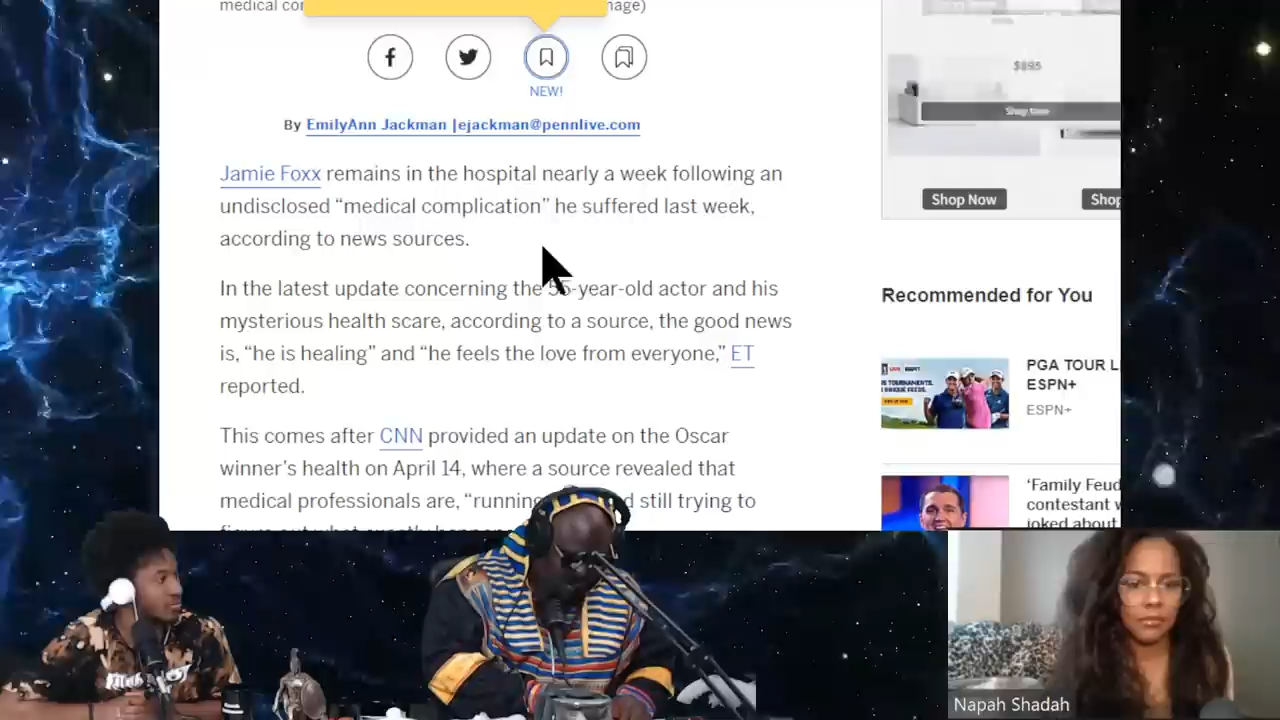 medical
NEW!
By EmilyAnn Jackman |ejackman@pennlive.com
Jamie Foxx remains in the hospital nearly a week following an
undisclosed “medical complication” he suffered last week,
according to news sources.
In the latest update concerning the -year-old actor and his
mysterious health scare, according to a source, the good news
is, “he is healing” and “he feels the love from everyone,” ET
reported.
This comes after CNN provided an update on the Oscar
winner’s health on April 14, where a source revealed that
medical professionals are, “running still trying to
$895
Shop Now
Shop Now
Recommended for You
PGA TOUR L
ESPN+
ESPN+
‘Family Feud
contestant
joked about
Napah Shadah